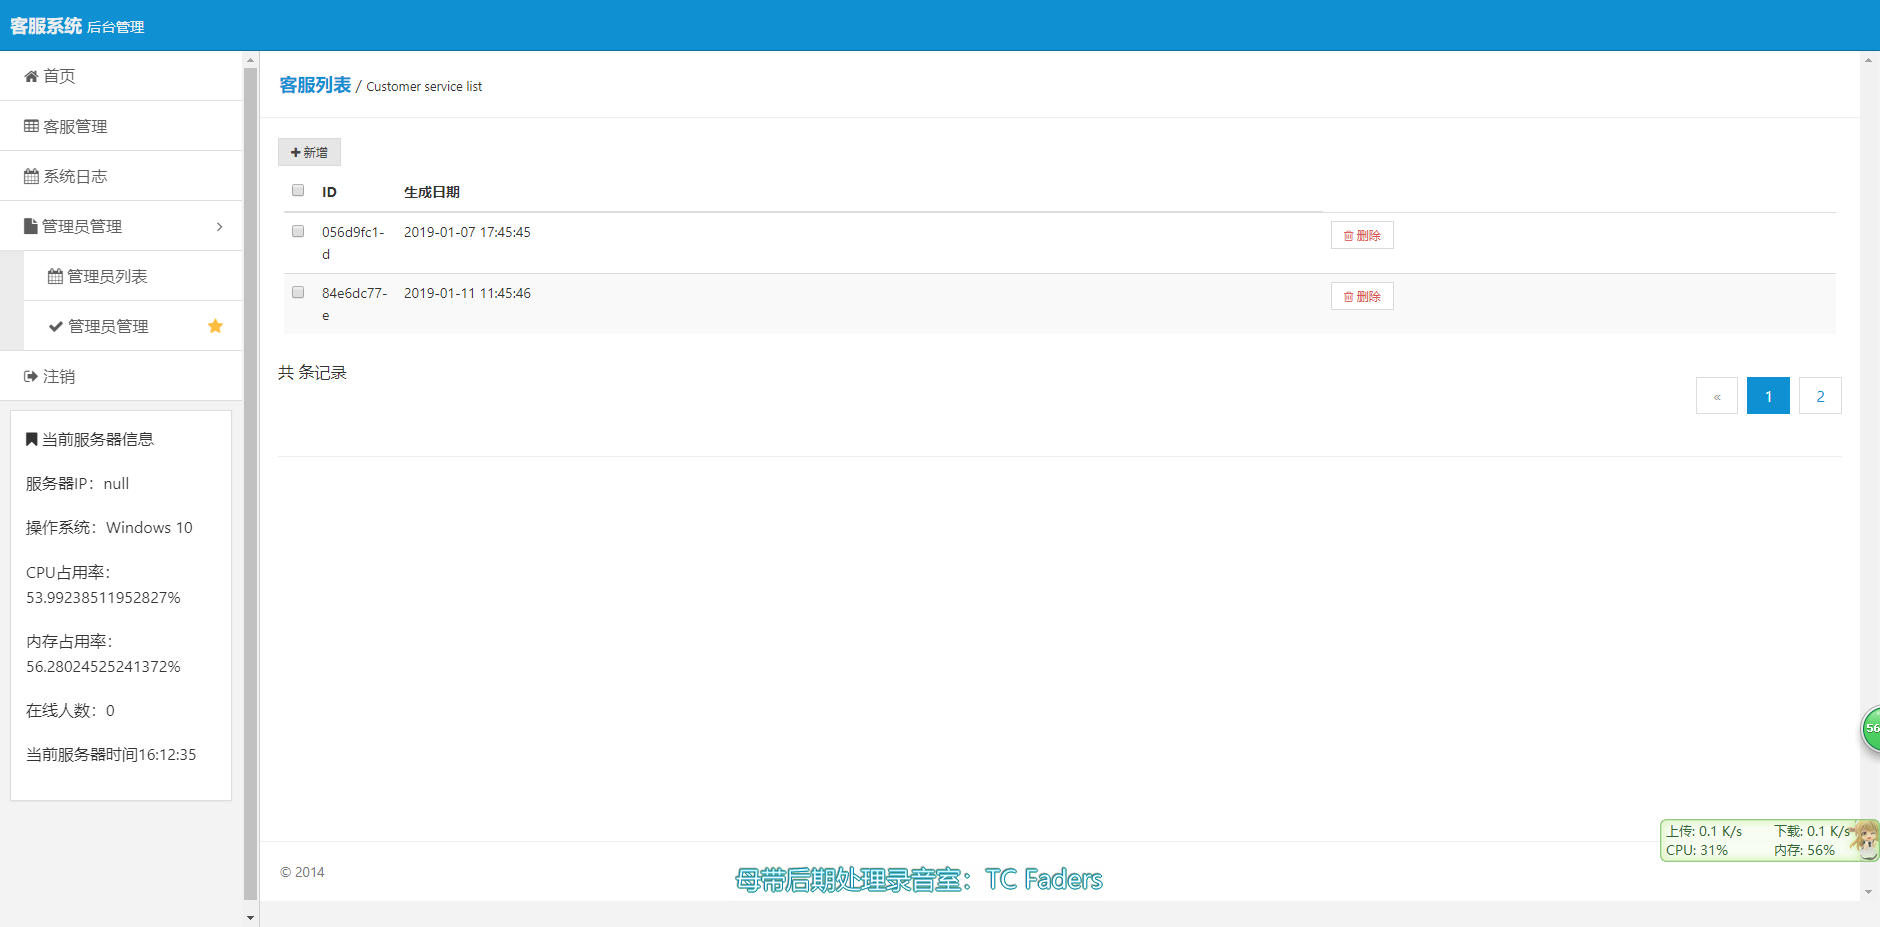 客服系统 后台管理
首页
客服管理
系统日志
管理员管理
管理员列表
管理员管理
注销
当前服务器信息
服务器IP：null
操作系统：Windows 10
CPU占用率：
53.99238511952827%
内存占用率：
56.28024525241372%
在线人数：0
当前服务器时间16:12:35
客服列表 / Customer service list
新增
ID 生成日期
056d9fc1-d 2019-01-07 17:45:45 删除
84e6dc77-e 2019-01-11 11:45:46 删除
共 条记录
« 1 2
© 2014
母带后期处理录音室：TC Faders
56
上传: 0.1 K/s 下载: 0.1 K/s
CPU: 31% 内存: 56%